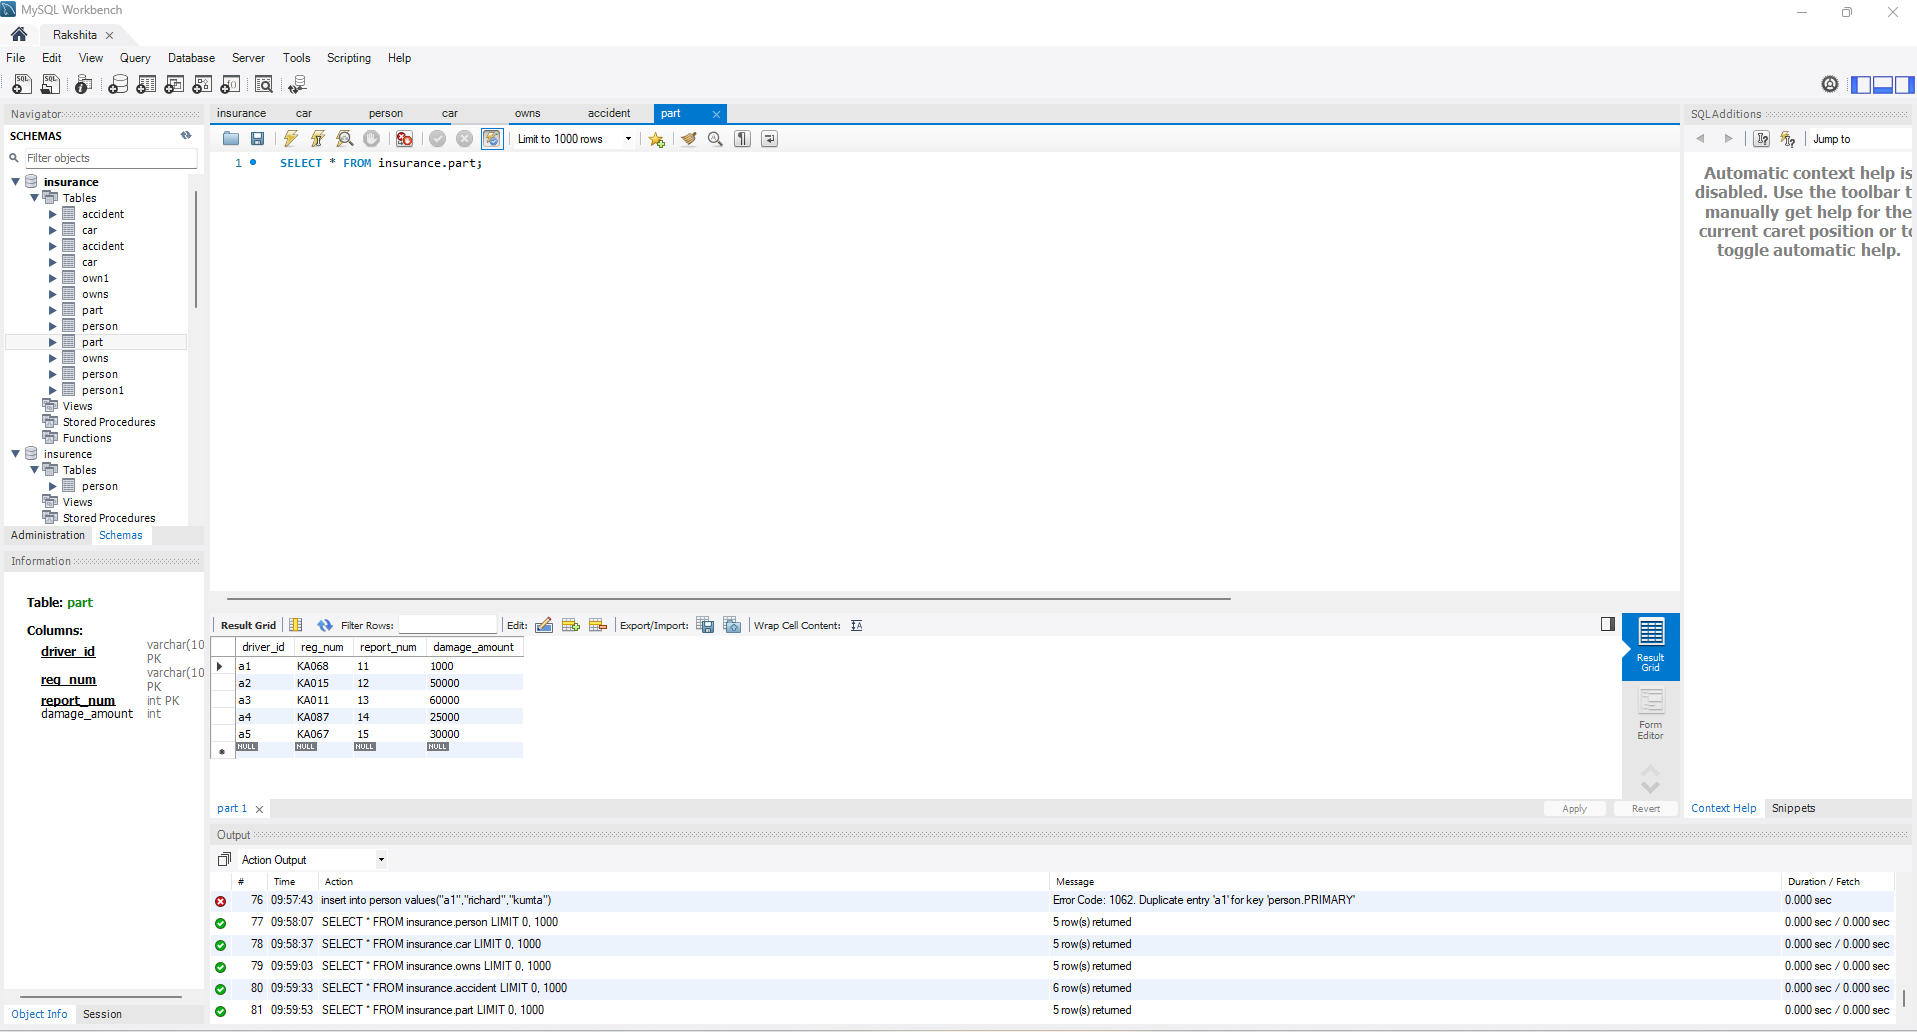 MySQL Workbench
Rakshita
File Edit View Query Database Server Tools Scripting Help
Navigator
SCHEMAS
Filter objects
insurance
Tables
accident
car
accident
car
own1
owns
part
person
part
owns
person
person1
Views
Stored Procedures
Functions
insurence
Tables
person
Views
Stored Procedures
Administration Schemas
Information
Table: part
Columns:
driver_id varchar(10
PK
reg_num varchar(10
PK
report_num int PK
damage_amount int
Object Info Session
insurance car person car owns accident part
Limit to 1000 rows
1 SELECT * FROM insurance.part;
Result Grid Filter Rows: Edit: Export/Import: Wrap Cell Content:
driver_id reg_num report_num damage_amount
a1 KA068 11 1000
a2 KA015 12 50000
a3 KA011 13 60000
a4 KA087 14 25000
a5 KA067 15 30000
NULL NULL NULL NULL
Result
Grid
Form
Editor
part 1
Apply Revert
SQLAdditions
Jump to
Automatic context help is
disabled. Use the toolbar t
manually get help for the
current caret position or to
toggle automatic help.
Context Help Snippets
Output
Action Output
# Time Action Message Duration / Fetch
76 09:57:43 insert into person values("a1","richard","kumta") Error Code: 1062. Duplicate entry 'a1' for key 'person.PRIMARY' 0.000 sec
77 09:58:07 SELECT * FROM insurance.person LIMIT 0, 1000 5 row(s) returned 0.000 sec / 0.000 sec
78 09:58:37 SELECT * FROM insurance.car LIMIT 0, 1000 5 row(s) returned 0.000 sec / 0.000 sec
79 09:59:03 SELECT * FROM insurance.owns LIMIT 0, 1000 5 row(s) returned 0.000 sec / 0.000 sec
80 09:59:33 SELECT * FROM insurance.accident LIMIT 0, 1000 6 row(s) returned 0.000 sec / 0.000 sec
81 09:59:53 SELECT * FROM insurance.part LIMIT 0, 1000 5 row(s) returned 0.000 sec / 0.000 sec